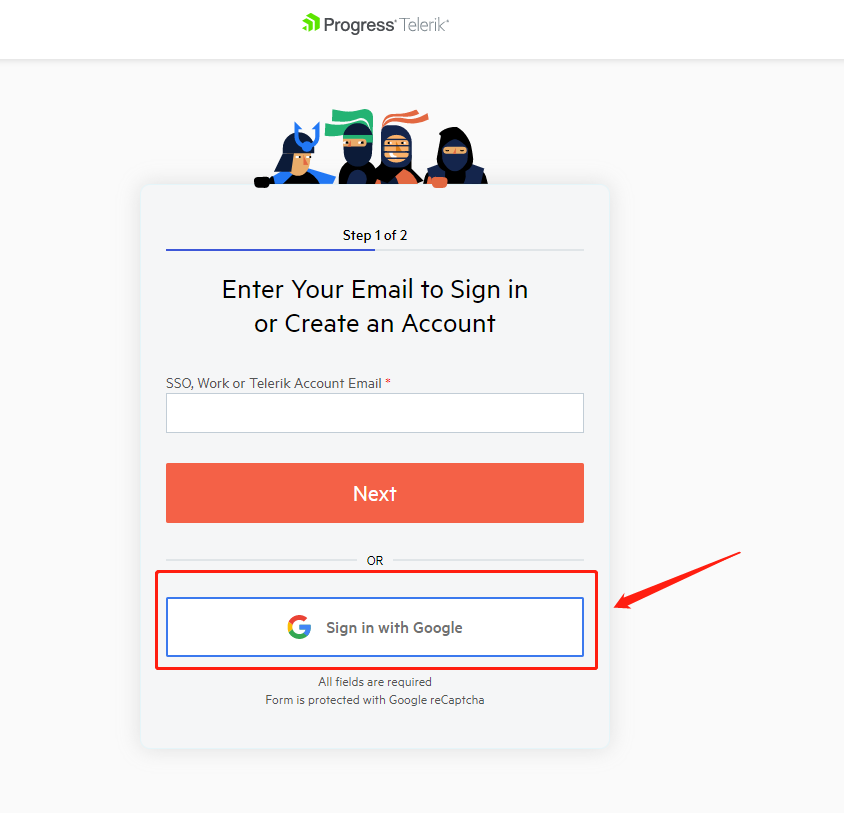 Progress® Telerik®
Step 1 of 2
Enter Your Email to Sign in
or Create an Account
SSO, Work or Telerik Account Email *
Next
OR
Sign in with Google
All fields are required
Form is protected with Google reCaptcha